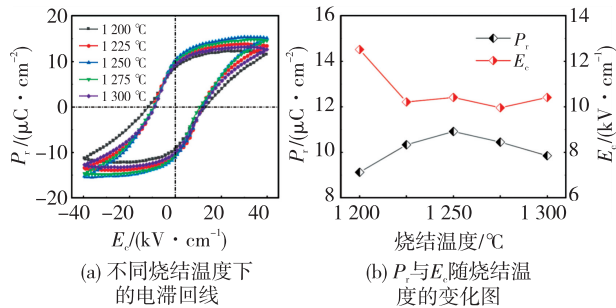 20
10
0
-10
-20
P_r/(μC·cm⁻¹)
1 200 ℃
1 225 ℃
1 250 ℃
1 275 ℃
1 300 ℃
-40 -20 0 20 40
E_c/(kV·cm⁻¹)
(a) 不同烧结温度下
的电滞回线
16
14
12
10
8
P_r/(μC·cm⁻¹)
P_r
E_c
14
12
10
8
6
E_c/(kV·cm⁻¹)
1 200 1 250 1 300
烧结温度/℃
(b) P_r与E_c随烧结温
度的变化图